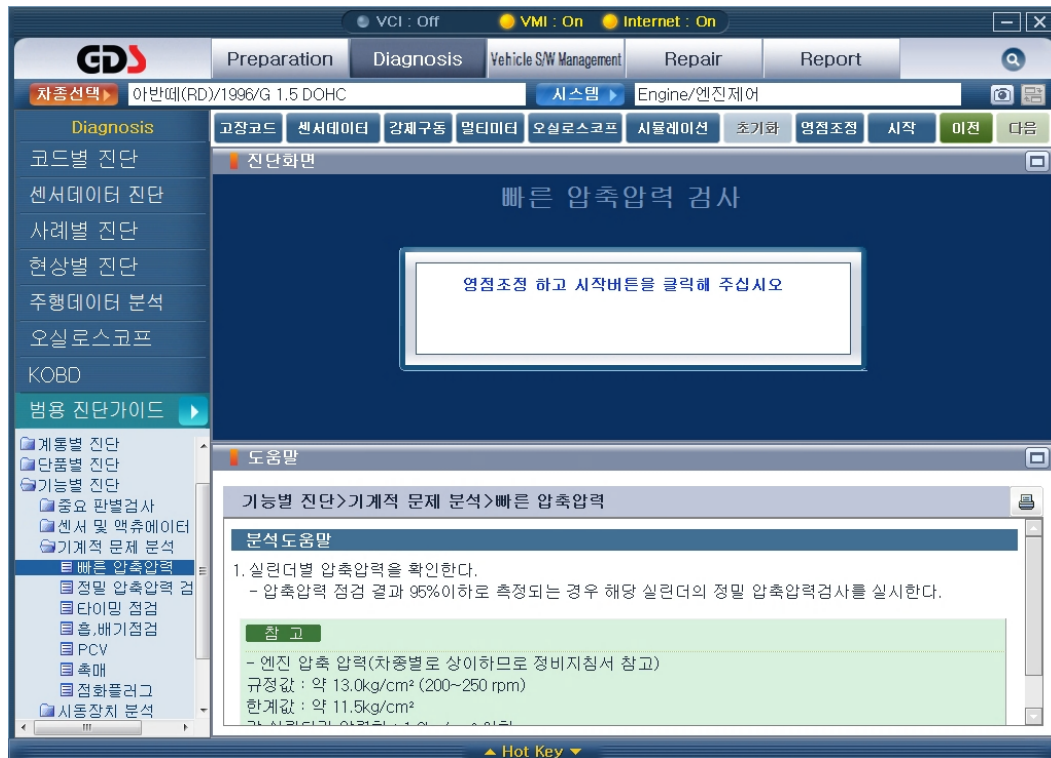 VCI : Off VMI : On Internet : On
GDS Preparation Diagnosis Vehicle S/W Management Repair Report
차종선택 아반떼(RD)/1996/G 1.5 DOHC 시스템 Engine/엔진제어
Diagnosis
고장코드 센서데이터 강제구동 멀티미터 오실로스코프 시뮬레이션 초기화 영점조정 시작 이전 다음
코드별 진단
센서데이터 진단
사례별 진단
현상별 진단
주행데이터 분석
오실로스코프
KOBD
범용 진단가이드
계통별 진단
단품별 진단
기능별 진단
중요 판별검사
센서 및 액츄에이터
기계적 문제 분석
빠른 압축압력
정밀 압축압력 검
타이밍 점검
흡,배기점검
PCV
촉매
점화플러그
시동장치 분석
진단화면
빠른 압축압력 검사
영점조정 하고 시작버튼을 클릭해 주십시오
도움말
기능별 진단>기계적 문제 분석>빠른 압축압력
분석도움말
1. 실린더별 압축압력을 확인한다.
- 압축압력 점검 결과 95%이하로 측정되는 경우 해당 실린더의 정밀 압축압력검사를 실시한다.
참 고
- 엔진 압축 압력(차종별로 상이하므로 정비지침서 참고)
규정값 : 약 13.0kg/cm² (200~250 rpm)
한계값 : 약 11.5kg/cm²
Hot Key